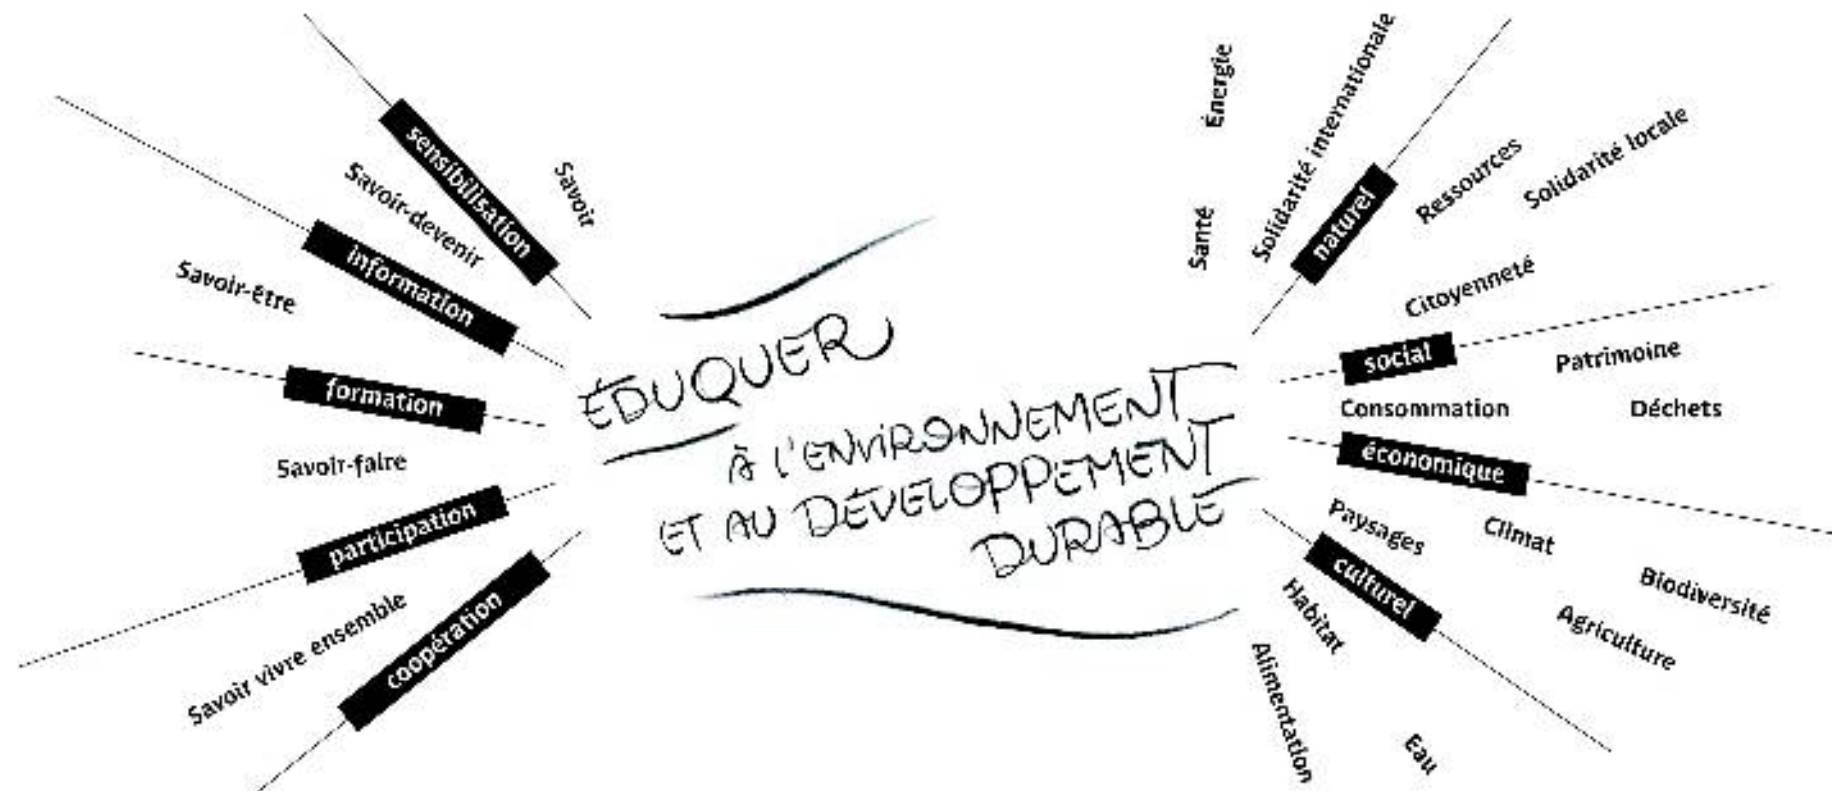 Savoir
sensibilisation
Savoir-devenir
information
Savoir-être
formation
Savoir-faire
participation
Savoir vivre ensemble
coopération
ÉDUQUER
À L'ENVIRONNEMENT
ET AU DÉVELOPPEMENT
DURABLE
Énergie
Santé
Solidarité internationale
naturel
Ressources
Solidarité locale
Citoyenneté
social
Patrimoine
Consommation
Déchets
économique
Paysages
Climat
Biodiversité
culturel
Agriculture
Habitat
Alimentation
Eau